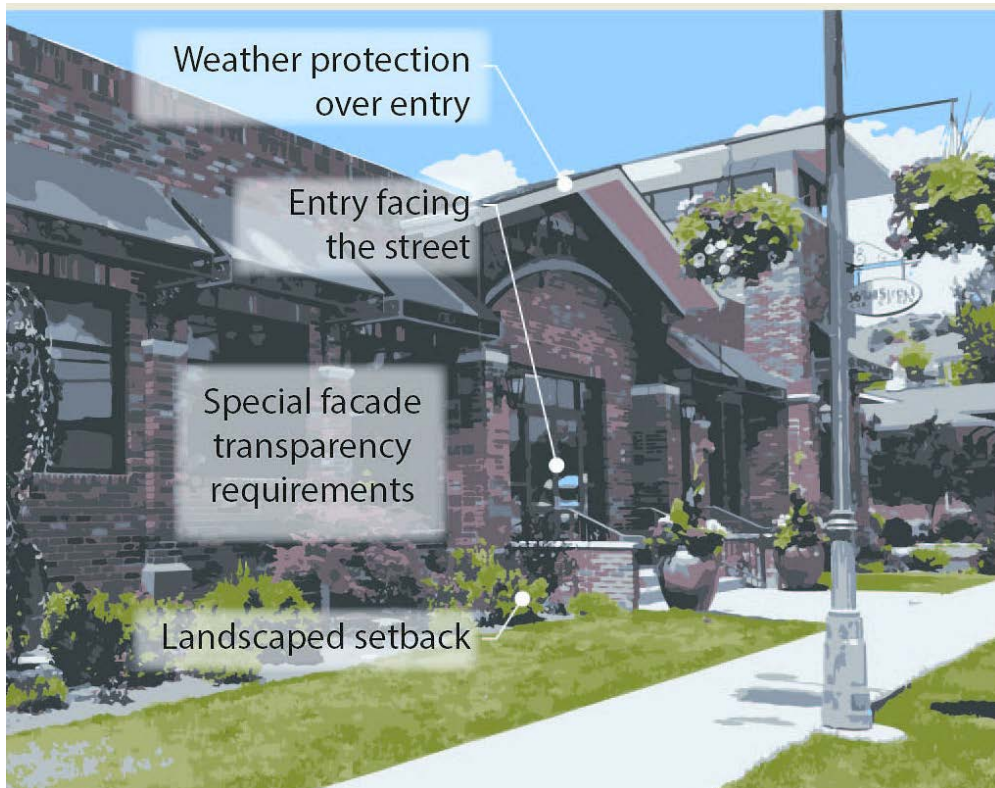 Weather protection
over entry
Entry facing
the street
Special facade
transparency
requirements
Landscaped setback